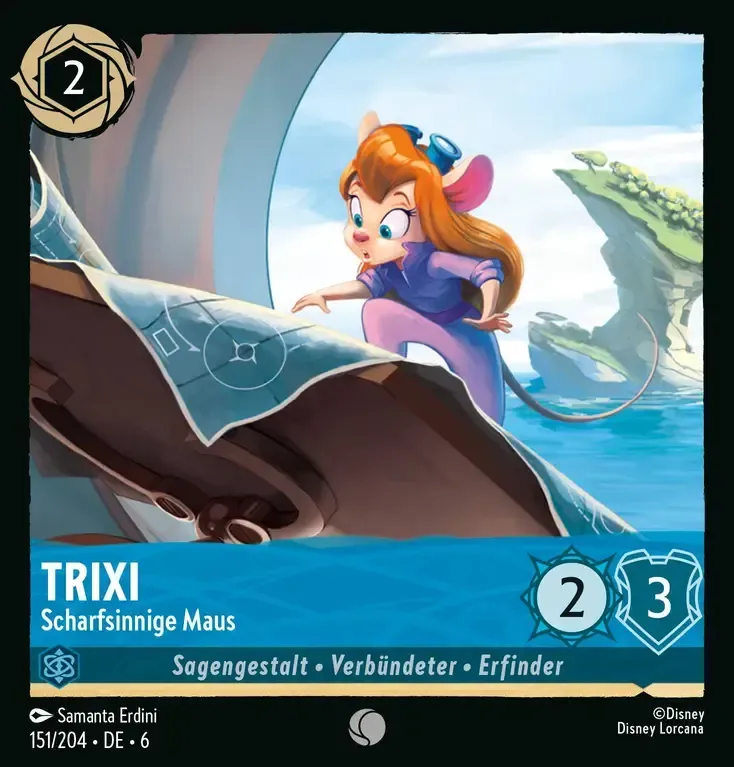 2
TRIXI
Scharfsinnige Maus
2 3
Sagengestalt • Verbündeter • Erfinder
Samanta Erdini
151/204 • DE • 6
©Disney
Disney Lorcana